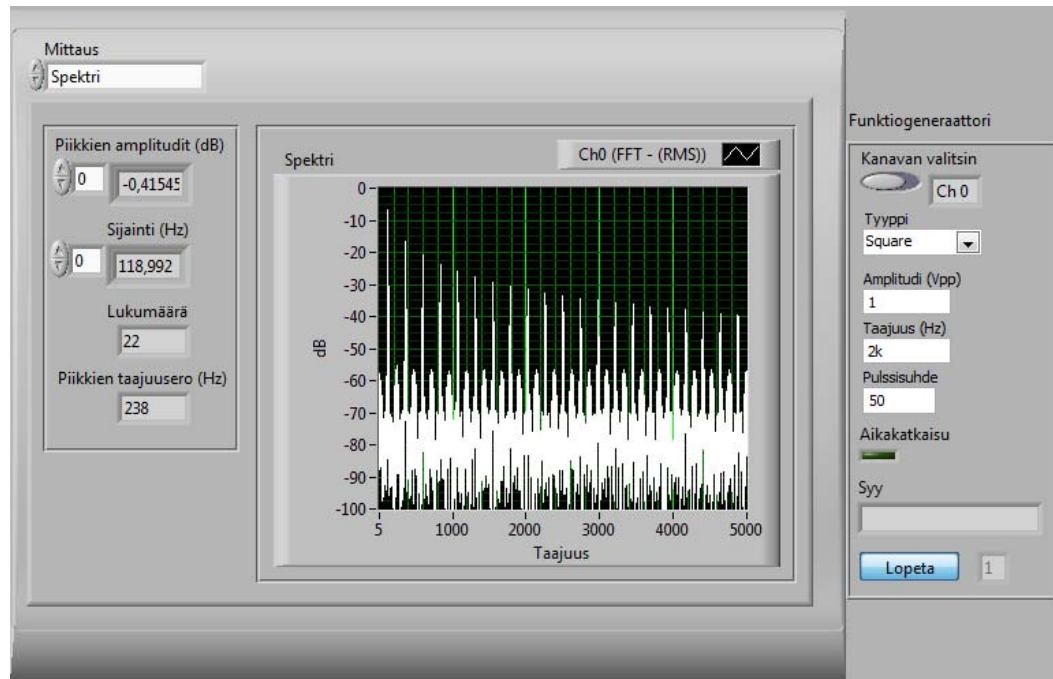 Mittaus
Spektri
Piikkien amplitudit (dB)
0
-0,41545
Sijainti (Hz)
0
118,992
Lukumäärä
22
Piikkien taajuusero (Hz)
238
Spektri
Ch0 (FFT - (RMS))
dB
0
-10
-20
-30
-40
-50
-60
-70
-80
-90
-100
5 1000 2000 3000 4000 5000
Taajuus
Funktiogeneraattori
Kanavan valitsin
Ch 0
Tyyppi
Square
Amplitudi (Vpp)
1
Taajuus (Hz)
2k
Pulssisuhde
50
Aikakatkaisu
Syy
Lopeta
1